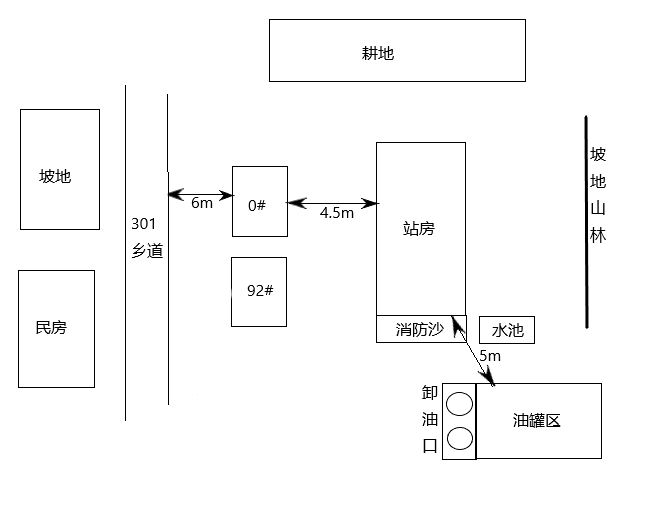 耕地
坡地
6m
0#
4.5m
站房
坡地山林
301
乡道
民房
92#
消防沙
水池
5m
卸油口
油罐区